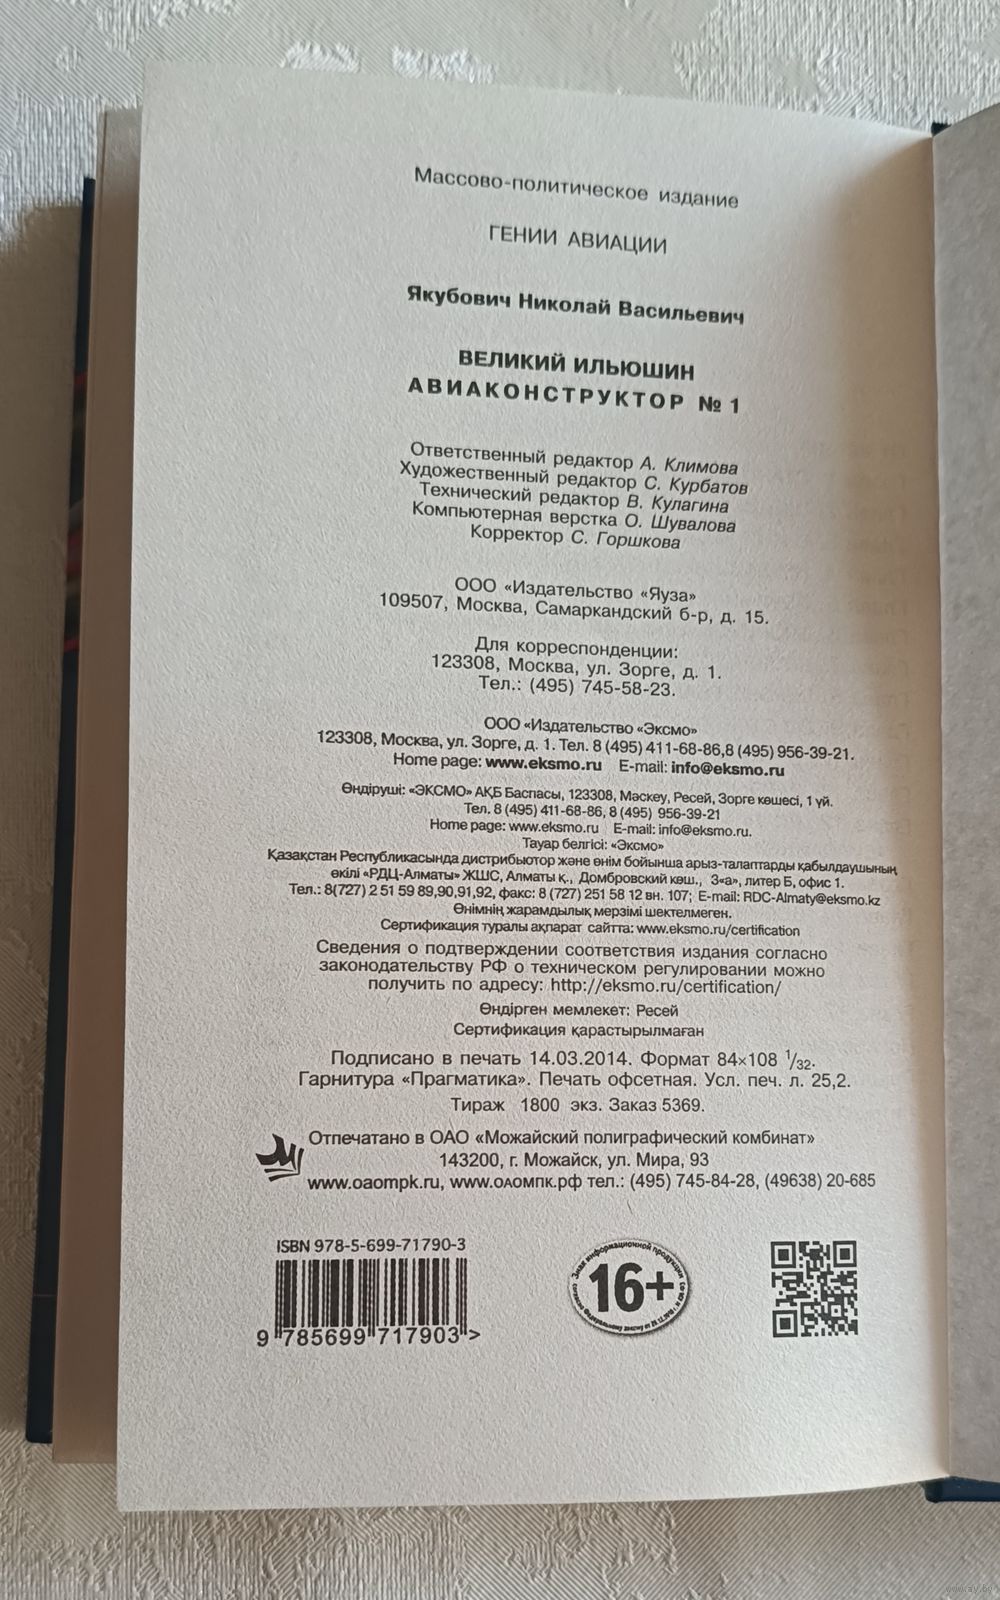 Массово-политическое издание
ГЕНИИ АВИАЦИИ
Якубович Николай Васильевич
ВЕЛИКИЙ ИЛЬЮШИН
АВИАКОНСТРУКТОР № 1
Ответственный редактор А. Климова
Художественный редактор С. Курбатов
Технический редактор В. Кулагина
Компьютерная верстка О. Шувалова
Корректор С. Горшкова
ООО «Издательство «Яуза»
109507, Москва, Самаркандский б-р, д. 15.
Для корреспонденции:
123308, Москва, ул. Зорге, д. 1.
Тел.: (495) 745-58-23.
ООО «Издательство «Эксмо»
123308, Москва, ул. Зорге, д. 1. Тел. 8 (495) 411-68-86,8 (495) 956-39-21.
Home page: www.eksmo.ru E-mail: info@eksmo.ru
Өндіруші: «ЭКСМО» АҚБ Баспасы, 123308, Мәскеу, Ресей, Зорге көшесі, 1 үй.
Тел. 8 (495) 411-68-86, 8 (495) 956-39-21
Home page: www.eksmo.ru E-mail: info@eksmo.ru.
Тауар белгісі: «Эксмо»
Қазақстан Республикасында дистрибьютор және өнім бойынша арыз-талаптарды қабылдаушының
өкілі «РДЦ-Алматы» ЖШС, Алматы қ., Домбровский көш., 3«а», литер Б, офис 1.
Тел.: 8(727) 2 51 59 89,90,91,92, факс: 8 (727) 251 58 12 вн. 107; E-mail: RDC-Almaty@eksmo.kz
Өнімнің жарамдылық мерзімі шектелмеген.
Сертификация туралы ақпарат сайтта: www.eksmo.ru/certification
Сведения о подтверждении соответствия издания согласно
законодательству РФ о техническом регулировании можно
получить по адресу: http://eksmo.ru/certification/
Өндірген мемлекет: Ресей
Сертификация қарастырылмаған
Подписано в печать 14.03.2014. Формат 84×108 1/32.
Гарнитура «Прагматика». Печать офсетная. Усл. печ. л. 25,2.
Тираж 1800 экз. Заказ 5369.
Отпечатано в ОАО «Можайский полиграфический комбинат»
143200, г. Можайск, ул. Мира, 93
www.oaompk.ru, www.оаомпк.рф тел.: (495) 745-84-28, (49638) 20-685
ISBN 978-5-699-71790-3
9 785699 717903 >
Знак информационной продукции
16+
www.ay.by